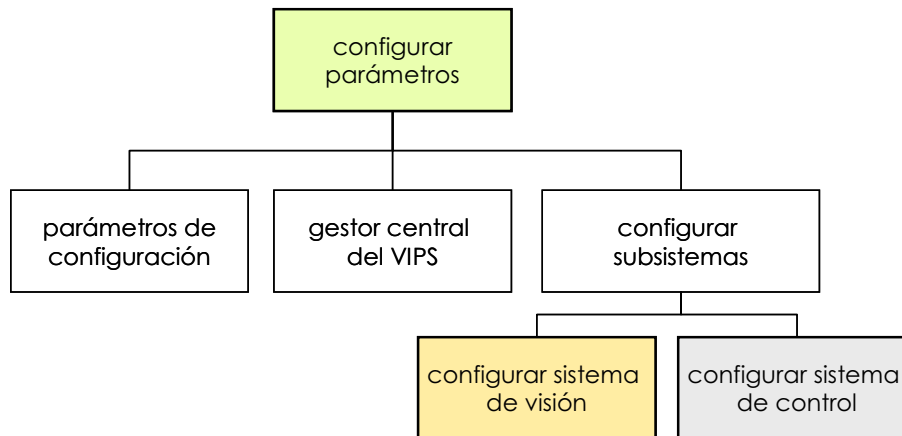 configurar
parámetros
parámetros de
configuración
gestor central
del VIPS
configurar
subsistemas
configurar sistema
de visión
configurar sistema
de control